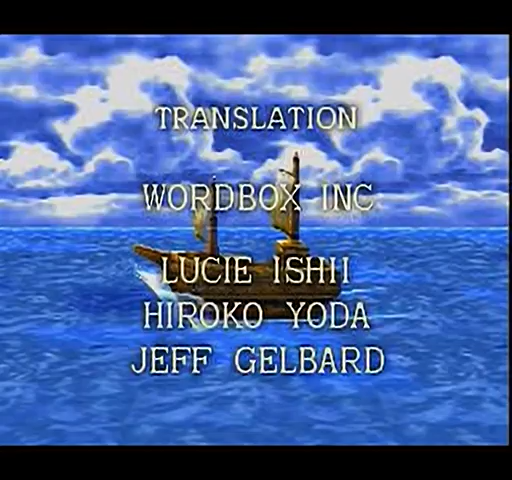 TRANSLATION
WORDBOX INC
LUCIE ISHII
HIROKO YODA
JEFF GELBARD